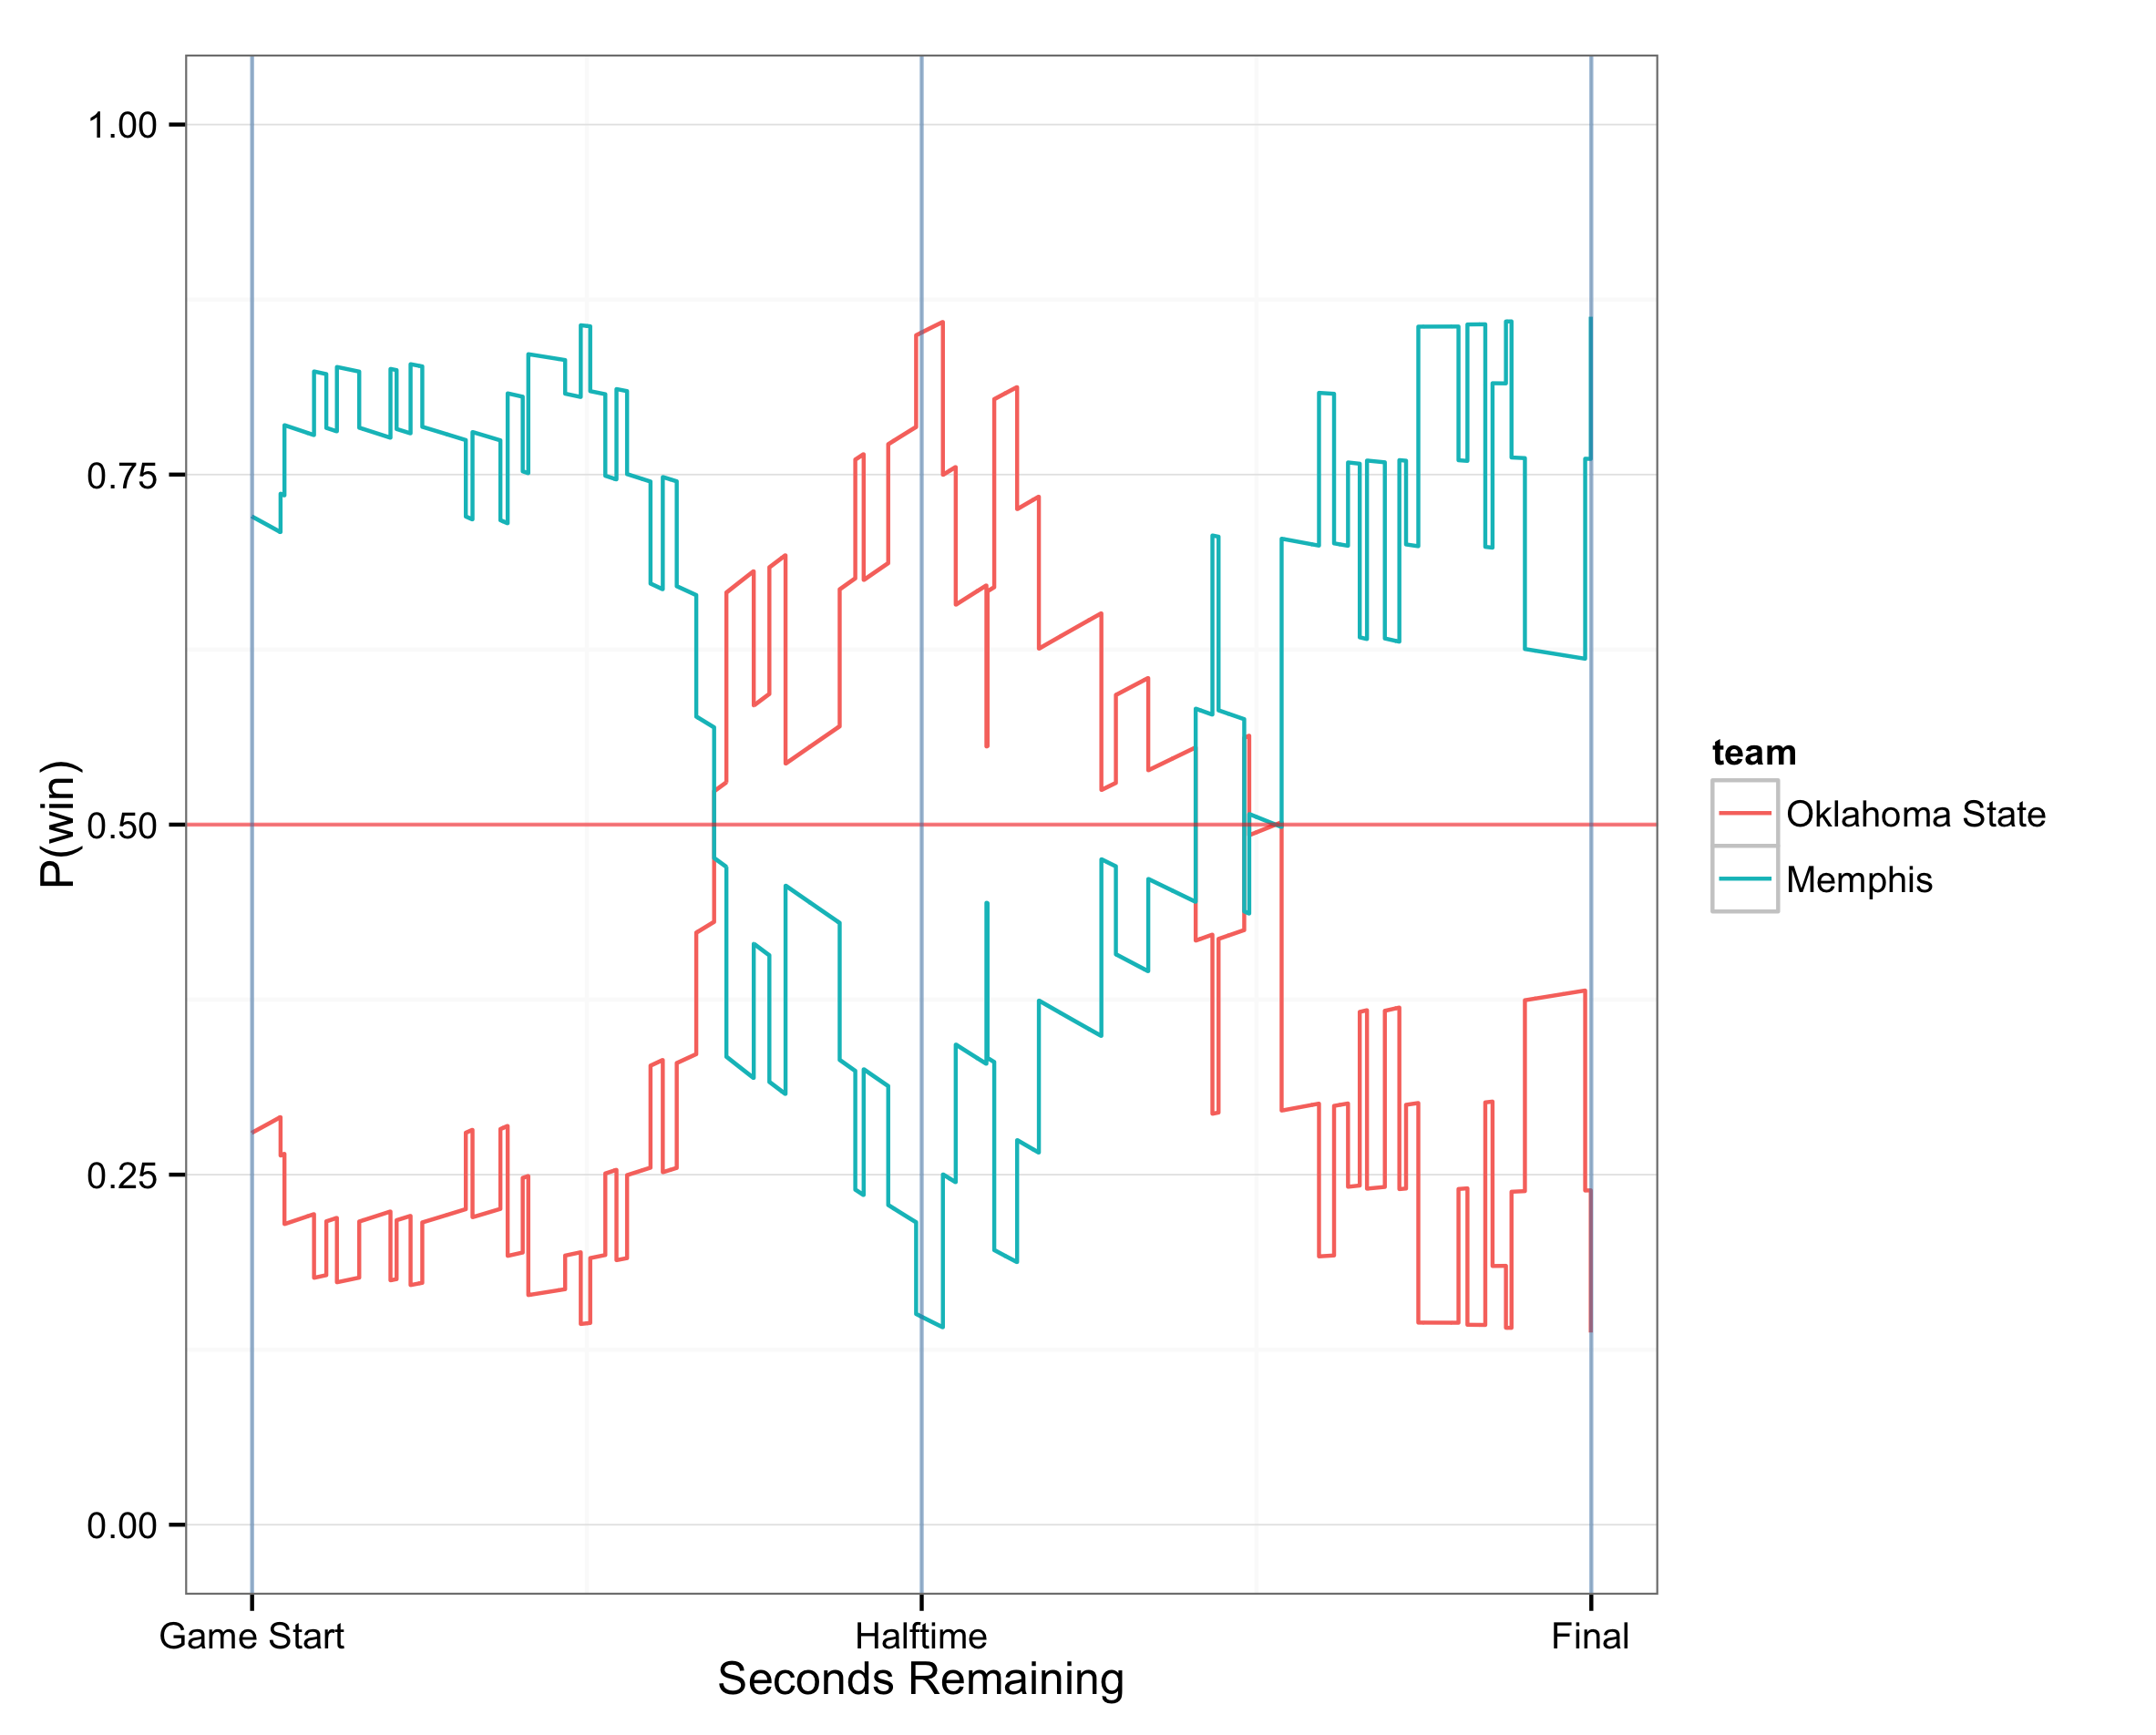 1.00
0.75
0.50
0.25
0.00
P(win)
Game Start
Halftime
Final
Seconds Remaining
team
Oklahoma State
Memphis